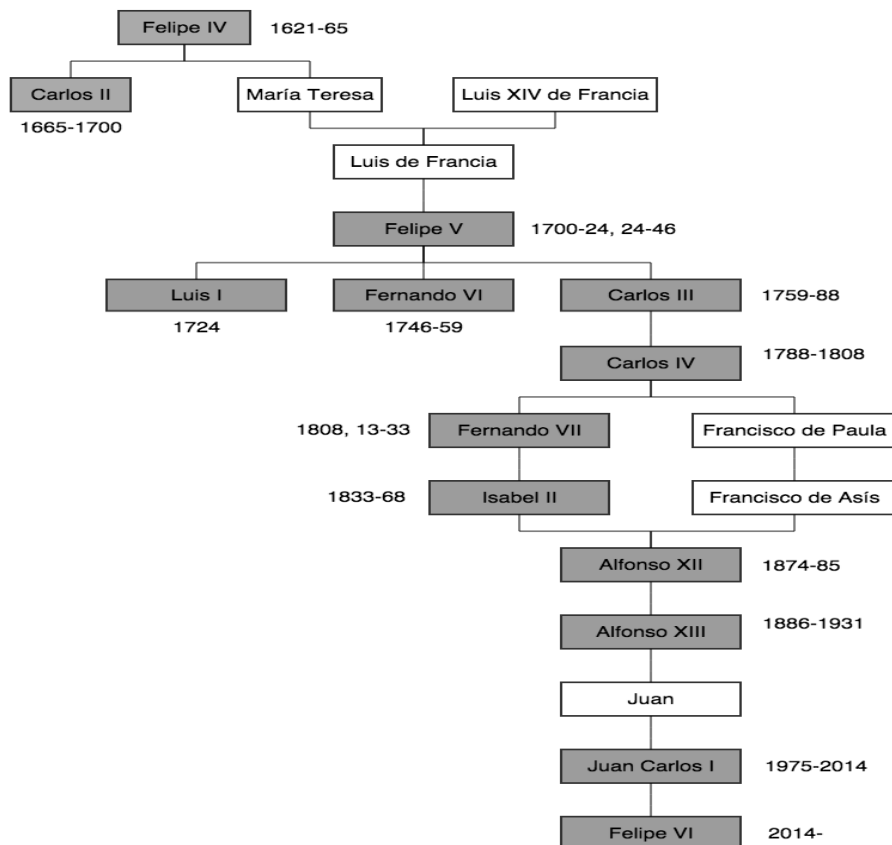 Felipe IV 1621-65
Carlos II María Teresa Luis XIV de Francia
1665-1700
Luis de Francia
Felipe V 1700-24, 24-46
Luis I Fernando VI Carlos III 1759-88
1724 1746-59
Carlos IV 1788-1808
1808, 13-33 Fernando VII Francisco de Paula
1833-68 Isabel II Francisco de Asís
Alfonso XII 1874-85
Alfonso XIII 1886-1931
Juan
Juan Carlos I 1975-2014
Felipe VI 2014-